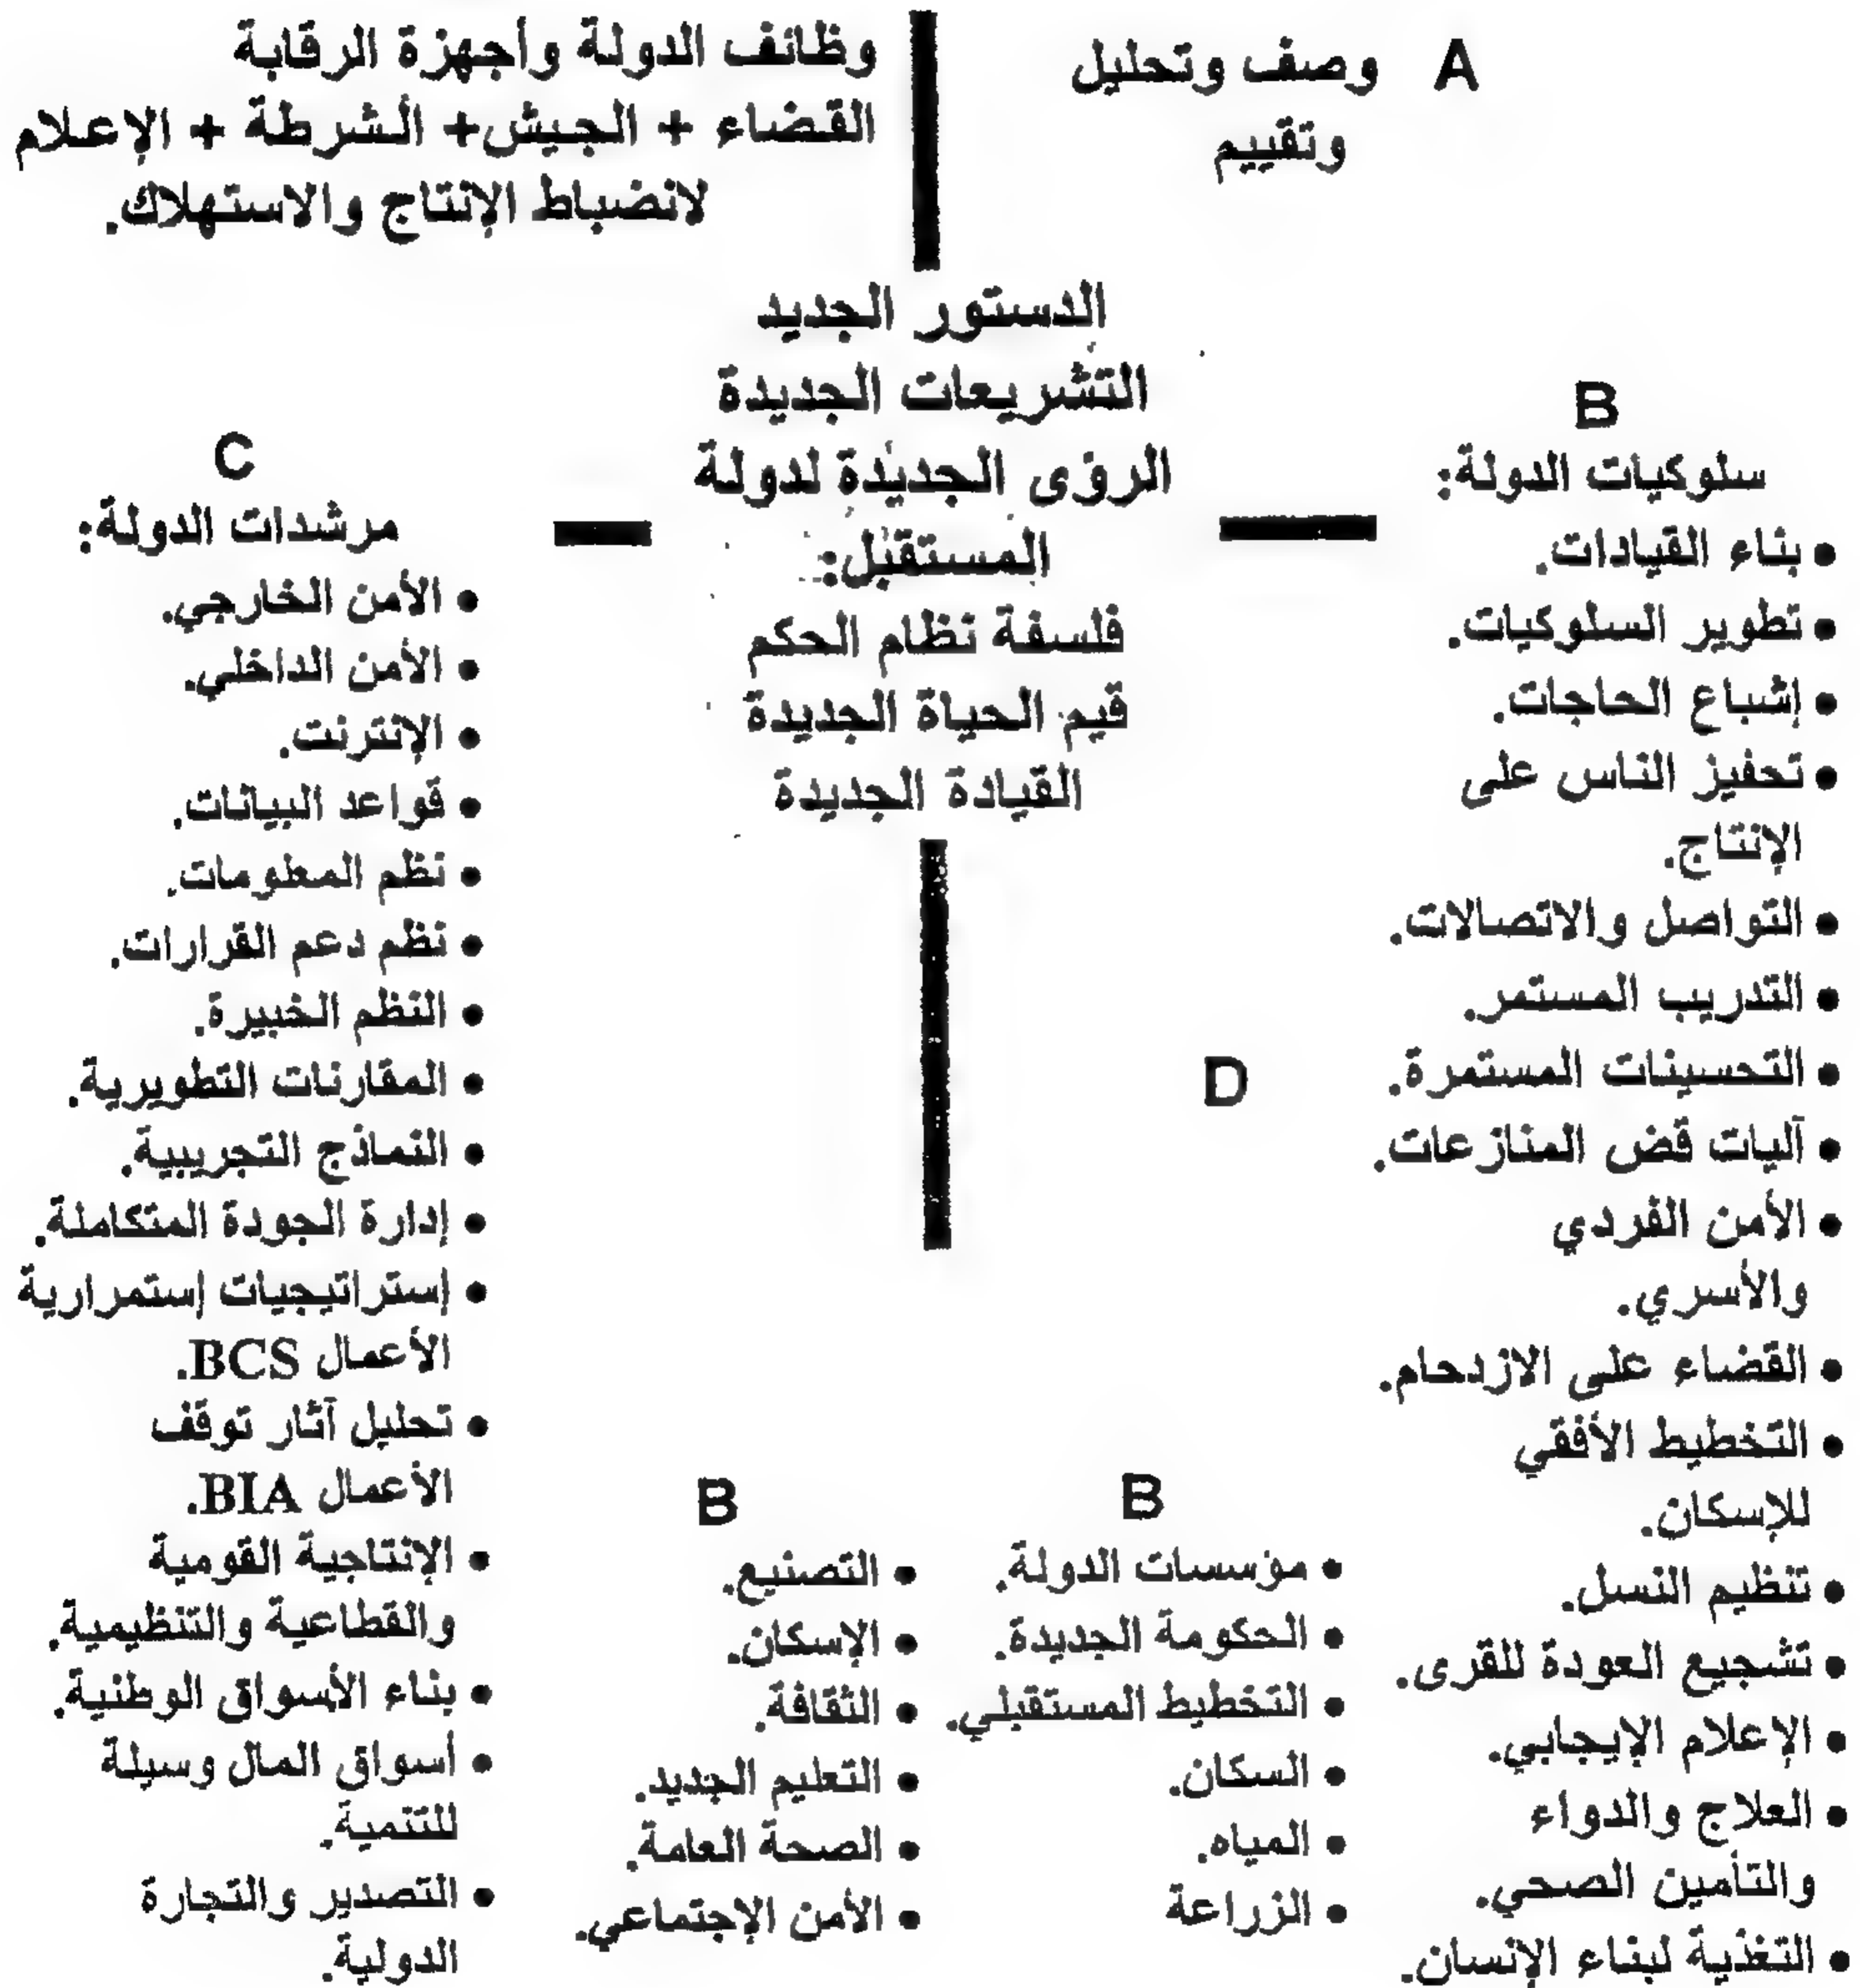 A وصف وتحليل
وتقييم
وظائف الدولة وأجهزة الرقابة
القضاء + الجيش+ الشرطة + الإعلام
لانضباط الإنتاج والاستهلاك.
الدستور الجديد
التشريعات الجديدة
الرؤى الجديدة لدولة
المستقبل:
فلسفة نظام الحكم
قيم الحياة الجديدة
القيادة الجديدة
B
سلوكيات الدولة:
• بناء القيادات.
• تطوير السلوكيات.
• إشباع الحاجات.
• تحفيز الناس على
الإنتاج.
• التواصل والاتصالات.
• التدريب المستمر.
• التحسينات المستمرة.
• آليات فض المنازعات.
• الأمن الفردي
والأسري.
• القضاء على الازدحام.
• التخطيط الأفقي
للإسكان.
• تنظيم النسل.
• تشجيع العودة للقرى.
• الإعلام الإيجابي.
• العلاج والدواء
والتأمين الصحي.
• التغذية لبناء الإنسان.
D
B
• مؤسسات الدولة.
• الحكومة الجديدة.
• التخطيط المستقبلي.
• السكان.
• المياه.
• الزراعة
B
• التصنيع.
• الإسكان.
• الثقافة.
• التعليم الجديد.
• الصحة العامة.
• الأمن الإجتماعي.
C
مرشدات الدولة:
• الأمن الخارجي.
• الأمن الداخلي.
• الإنترنت.
• قواعد البيانات.
• نظم المعلومات.
• نظم دعم القرارات.
• النظم الخبيرة.
• المقارنات التطويرية.
• النماذج التجريبية.
• إدارة الجودة المتكاملة.
• إستراتيجيات إستمرارية
الأعمال BCS.
• تحليل آثار توقف
الأعمال BIA.
• الإنتاجية القومية
والقطاعية والتنظيمية.
• بناء الأسواق الوطنية.
• أسواق المال وسيلة
للتنمية.
• التصدير والتجارة
الدولية.